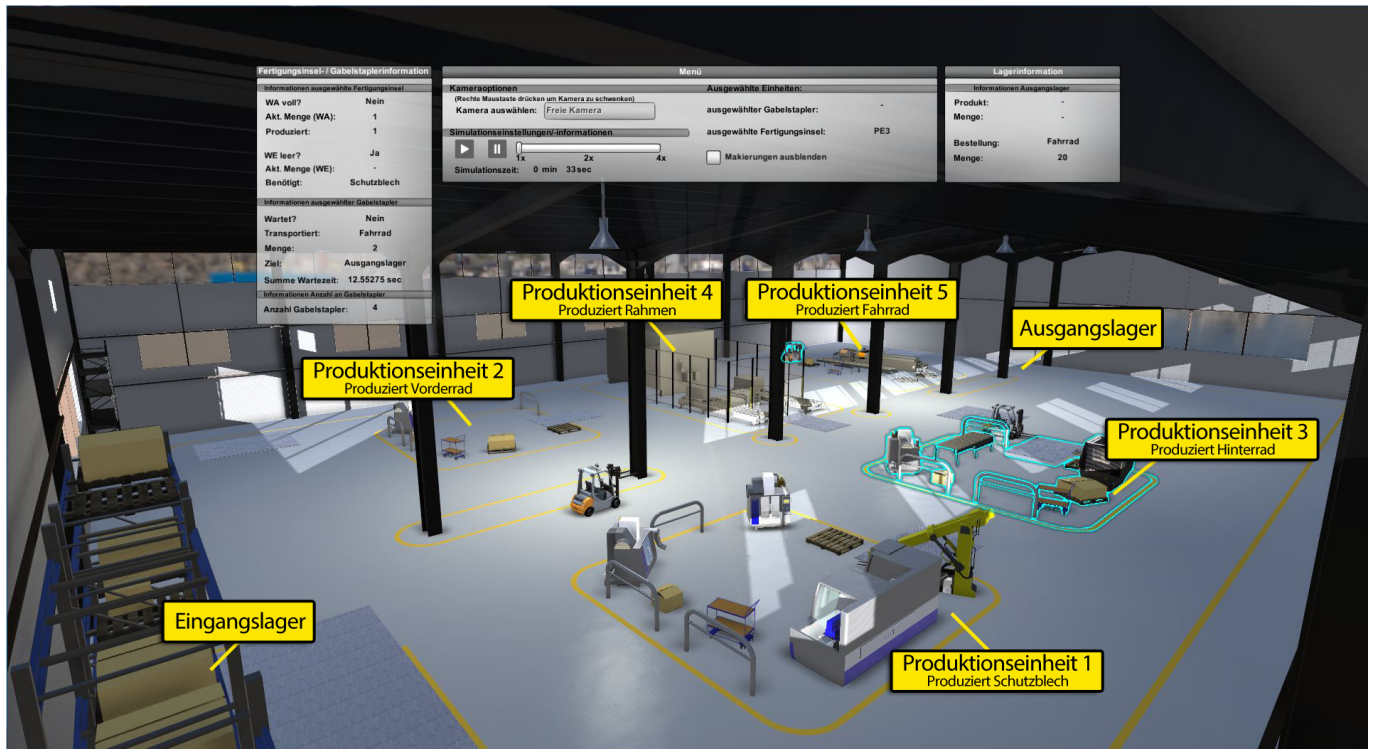 Fertigungsinsel- / Gabelstaplerinformation
Informationen ausgewählte Fertigungsinsel
WA voll? Nein
Akt. Menge (WA): 1
Produziert: 1
WE leer? Ja
Akt. Menge (WE): -
Benötigt: Schutzblech
Informationen ausgewählter Gabelstapler
Wartet? Nein
Transportiert: Fahrrad
Menge: 2
Ziel: Ausgangslager
Summe Wartezeit: 12.55275 sec
Informationen Anzahl an Gabelstapler
Anzahl Gabelstapler: 4
Menü
Kameraoptionen
(Rechte Maustaste drücken um Kamera zu schwenken)
Kamera auswählen: Freie Kamera
Simulationseinstellungen/-informationen
1x 2x 4x
Simulationszeit: 0 min 33sec
Ausgewählte Einheiten:
ausgewählter Gabelstapler: -
ausgewählte Fertigungsinsel: PE3
Makierungen ausblenden
Lagerinformation
Informationen Ausgangslager
Produkt: -
Menge: -
Bestellung: Fahrrad
Menge: 20
Produktionseinheit 4
Produziert Rahmen
Produktionseinheit 5
Produziert Fahrrad
Ausgangslager
Produktionseinheit 2
Produziert Vorderrad
Produktionseinheit 3
Produziert Hinterrad
Eingangslager
Produktionseinheit 1
Produziert Schutzblech